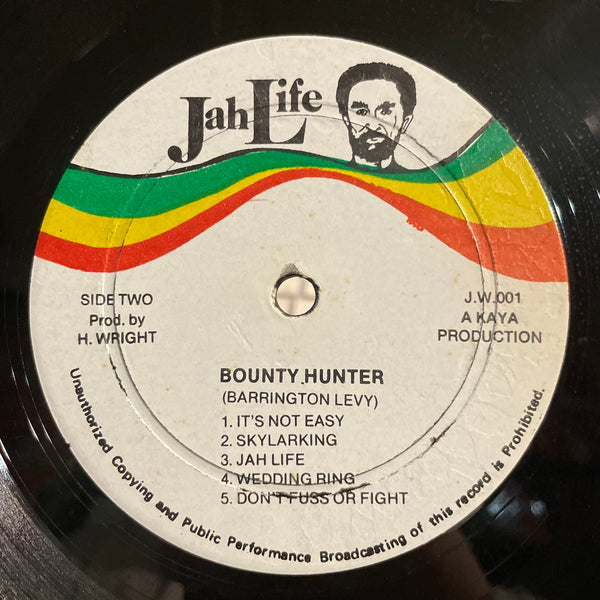 Jah Life
SIDE TWO
Prod. by
H. WRIGHT
J.W.001
A KAYA
PRODUCTION
BOUNTY HUNTER
(BARRINGTON LEVY)
1. IT'S NOT EASY
2. SKYLARKING
3. JAH LIFE
4. WEDDING RING
5. DON'T FUSS OR FIGHT
Unauthorized Copying and Public Performance Broadcasting of this record is Prohibited.